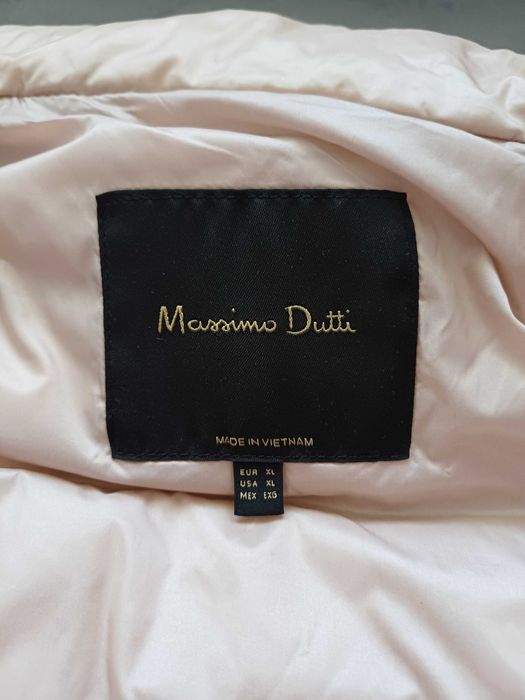 Massimo Dutti
MADE IN VIETNAM
EUR XL
USA XL
MEX EXG